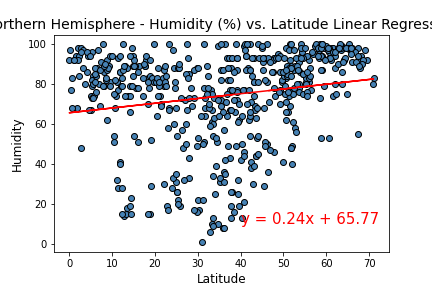 orthern Hemisphere - Humidity (%) vs. Latitude Linear Regress
100
80
60
40
20
0
Humidity
y = 0.24x + 65.77
0 10 20 30 40 50 60 70
Latitude